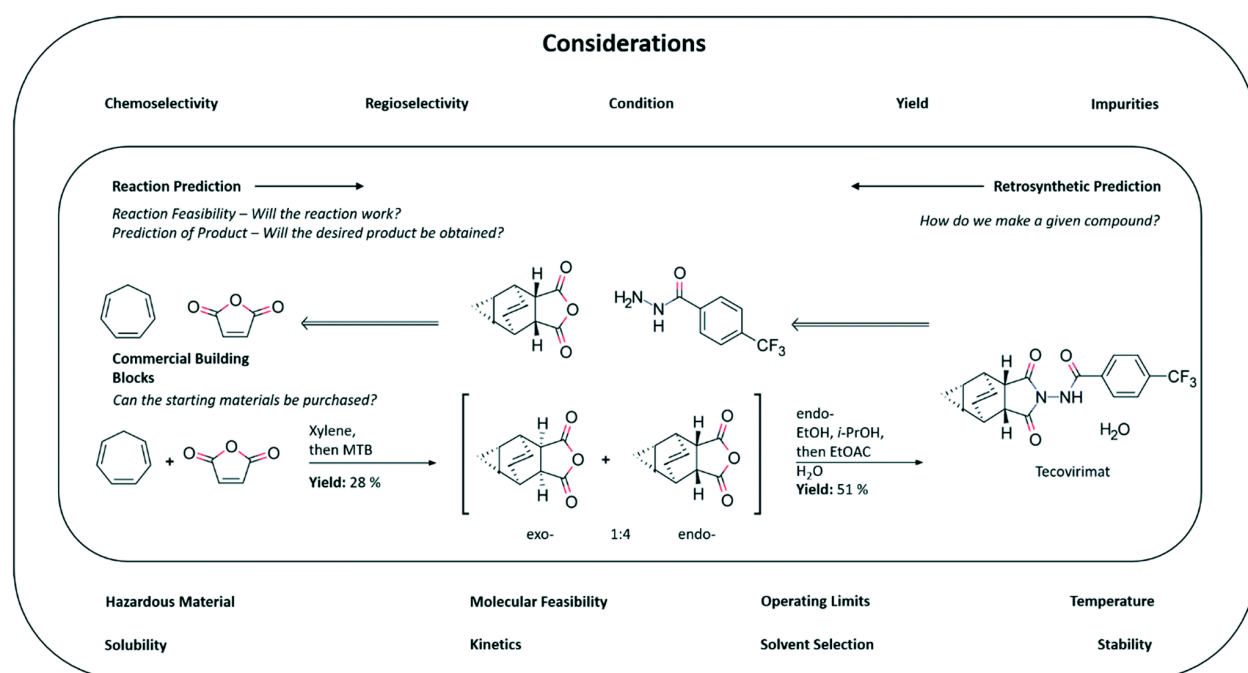 Considerations
Chemoselectivity Regioselectivity Condition Yield Impurities
Reaction Prediction Retrosynthetic Prediction
Reaction Feasibility – Will the reaction work?
Prediction of Product – Will the desired product be obtained?
How do we make a given compound?
O O O
H H O O O
H₂N N H O CF₃
Commercial Building
Blocks
Can the starting materials be purchased?
H H O O N NH O CF₃
H₂O
Tecovirimat
+ O O O
Xylene,
then MTB
Yield: 28 %
H H O O O + H H O O O
exo- 1:4 endo-
endo-
EtOH, i-PrOH,
then EtOAC
H₂O
Yield: 51 %
Hazardous Material Molecular Feasibility Operating Limits Temperature
Solubility Kinetics Solvent Selection Stability